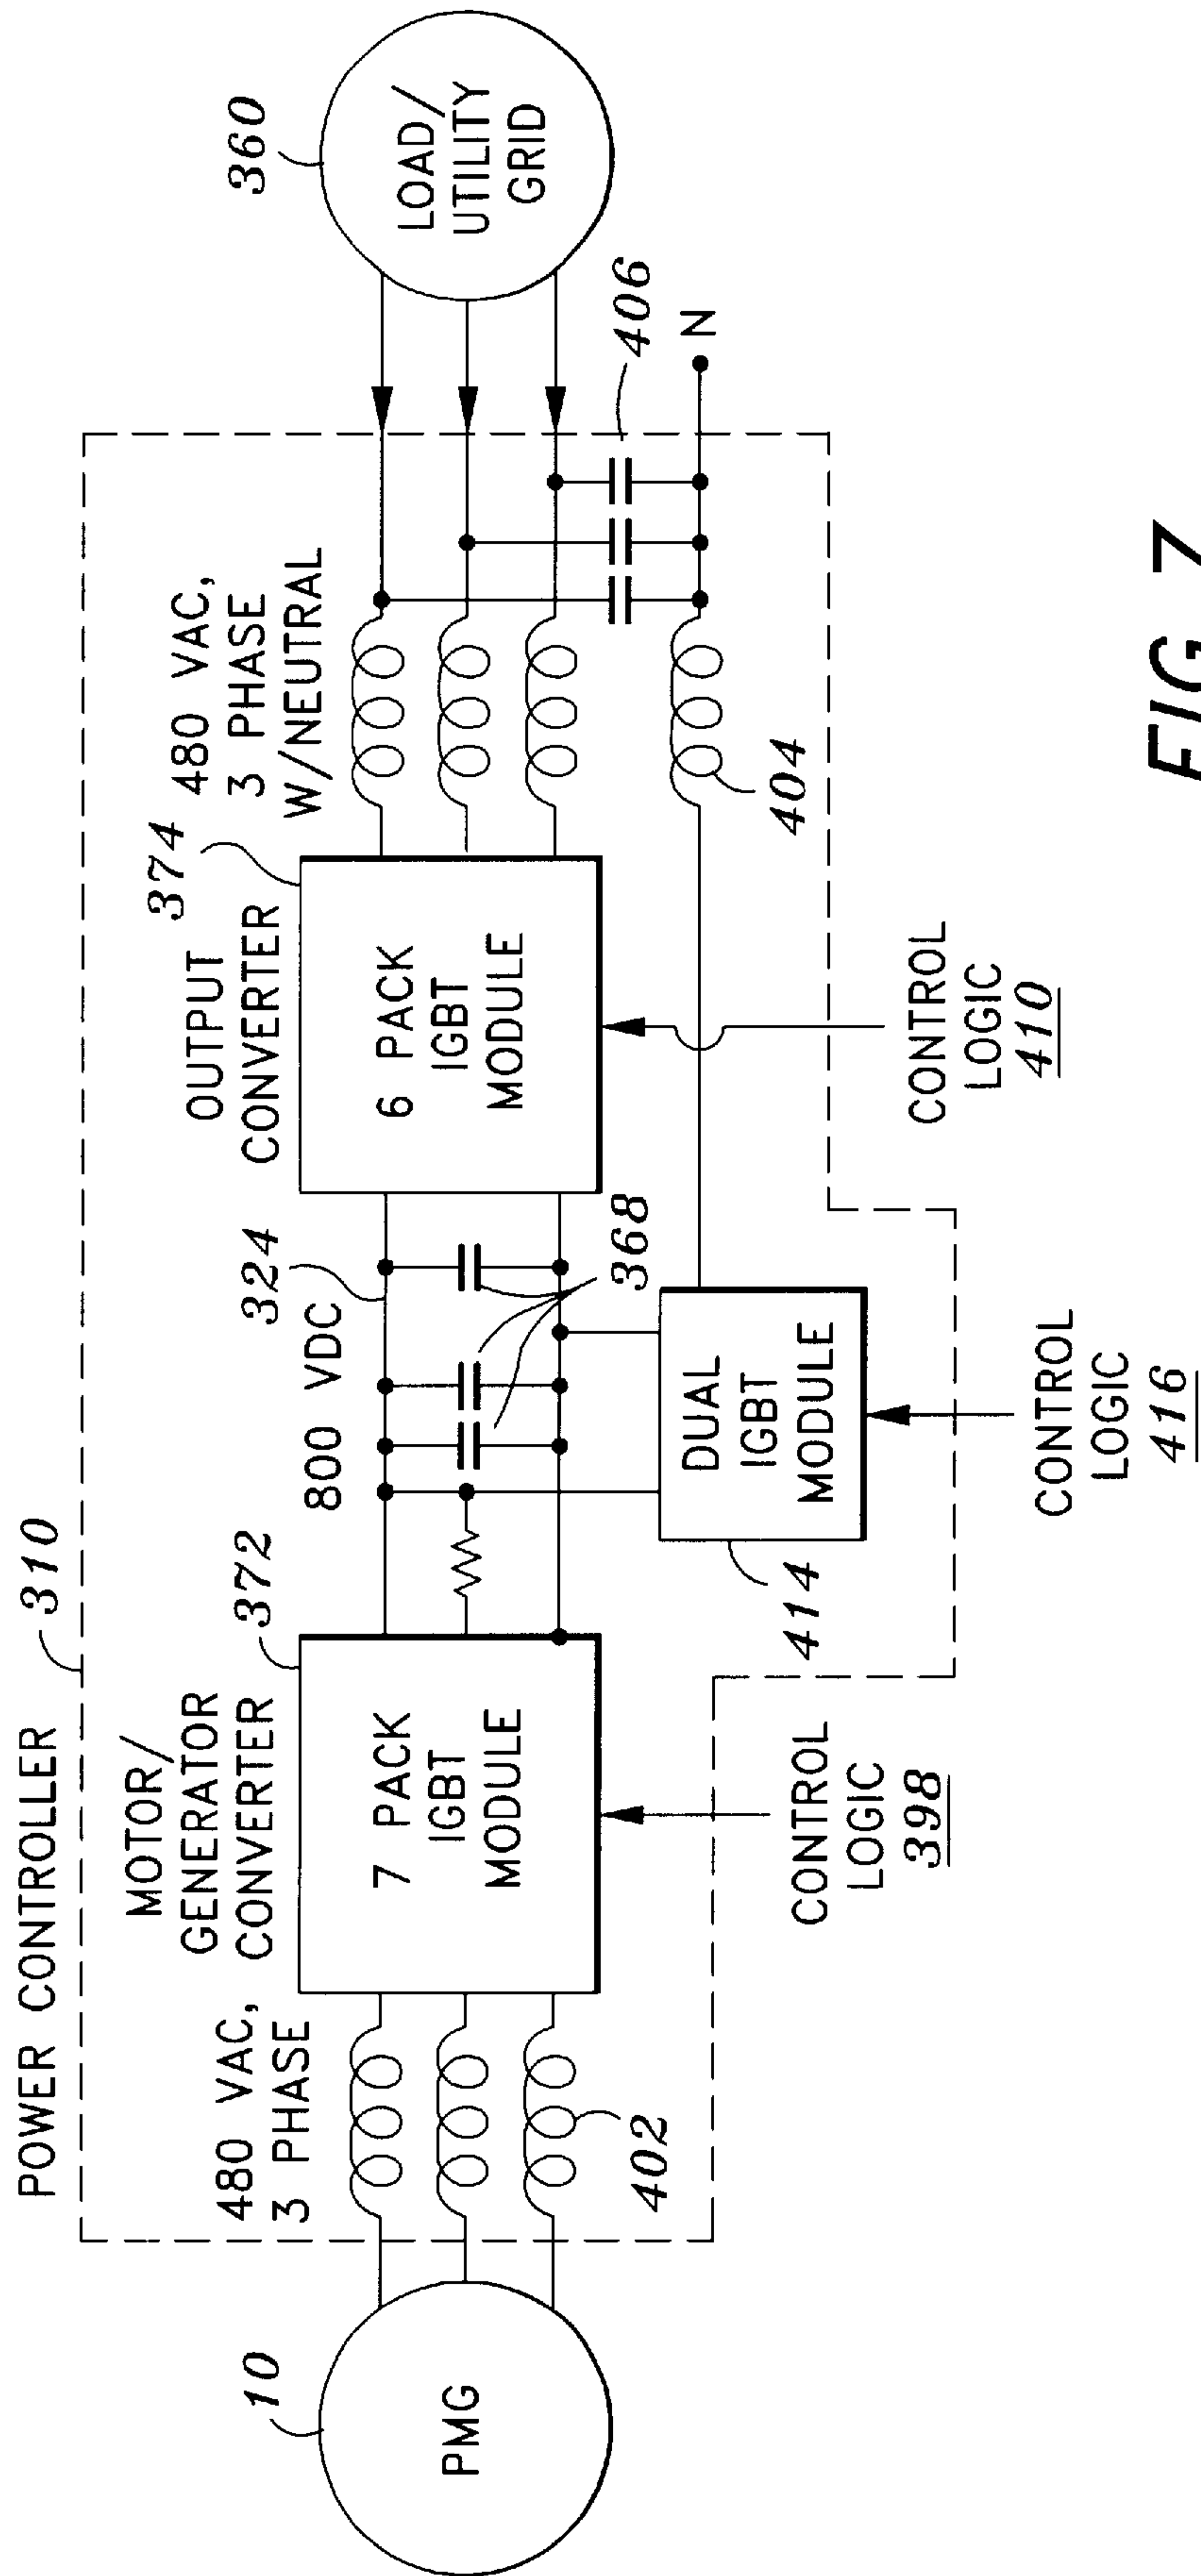 POWER CONTROLLER
310
MOTOR/
GENERATOR
CONVERTER
372
480 VAC,
3 PHASE
10
PMG
402
7 PACK
IGBT
MODULE
CONTROL
LOGIC
398
800 VDC
324
368
DUAL
IGBT
MODULE
414
CONTROL
LOGIC
416
OUTPUT
CONVERTER
374
6 PACK
IGBT
MODULE
CONTROL
LOGIC
410
480 VAC,
3 PHASE
W/NEUTRAL
404
406
N
360
LOAD/
UTILITY
GRID
FIG. 7